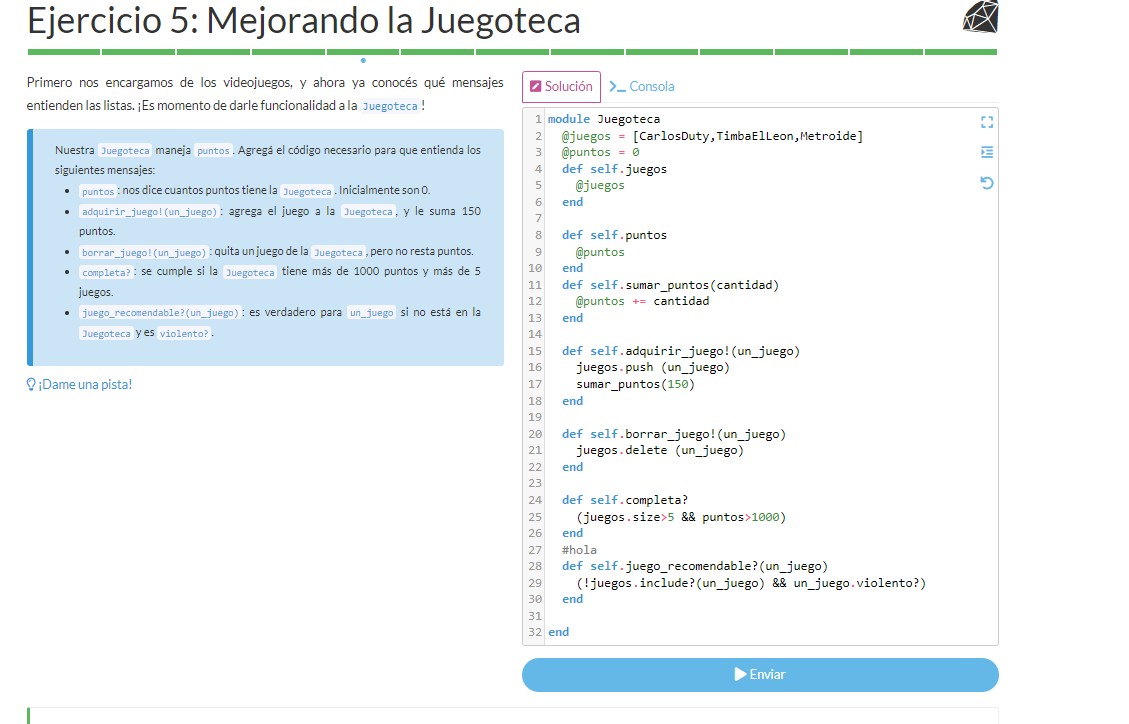 Ejercicio 5: Mejorando la Juegoteca
Primero nos encargamos de los videojuegos, y ahora ya conocés qué mensajes
entienden las listas. ¡Es momento de darle funcionalidad a la Juegoteca !
Nuestra Juegoteca maneja puntos . Agregá el código necesario para que entienda los
siguientes mensajes:
• puntos : nos dice cuantos puntos tiene la Juegoteca . Inicialmente son 0.
• adquirir_juego!(un_juego) : agrega el juego a la Juegoteca , y le suma 150
puntos.
• borrar_juego!(un_juego) : quita un juego de la Juegoteca , pero no resta puntos.
• completa? : se cumple si la Juegoteca tiene más de 1000 puntos y más de 5
juegos.
• juego_recomendable?(un_juego) : es verdadero para un_juego si no está en la
Juegoteca y es violento? .
¡Dame una pista!
Solución
Consola
1 module Juegoteca
2   @juegos = [CarlosDuty,TimbaElLeon,Metroide]
3   @puntos = 0
4   def self.juegos
5     @juegos
6   end
7
8   def self.puntos
9     @puntos
10   end
11   def self.sumar_puntos(cantidad)
12     @puntos += cantidad
13   end
14
15   def self.adquirir_juego!(un_juego)
16     juegos.push (un_juego)
17     sumar_puntos(150)
18   end
19
20   def self.borrar_juego!(un_juego)
21     juegos.delete (un_juego)
22   end
23
24   def self.completa?
25     (juegos.size>5 && puntos>1000)
26   end
27   #hola
28   def self.juego_recomendable?(un_juego)
29     (!juegos.include?(un_juego) && un_juego.violento?)
30   end
31
32 end
Enviar